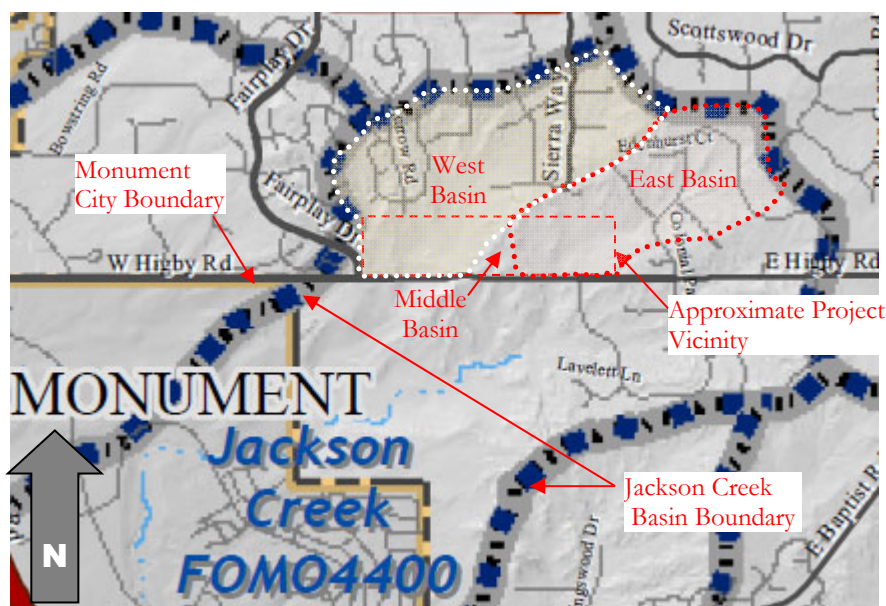 Scottswood Dr
Fairplay Dr
Bowstring Rd
Sierra Way
West
Basin
East Basin
Monument
City Boundary
Fairplay Dr
W Higby Rd
E Higby Rd
Middle
Basin
Approximate Project
Vicinity
Lavelett Ln
MONUMENT
Jackson
Creek
FOMO4400
Jackson Creek
Basin Boundary
E Baptist R
N